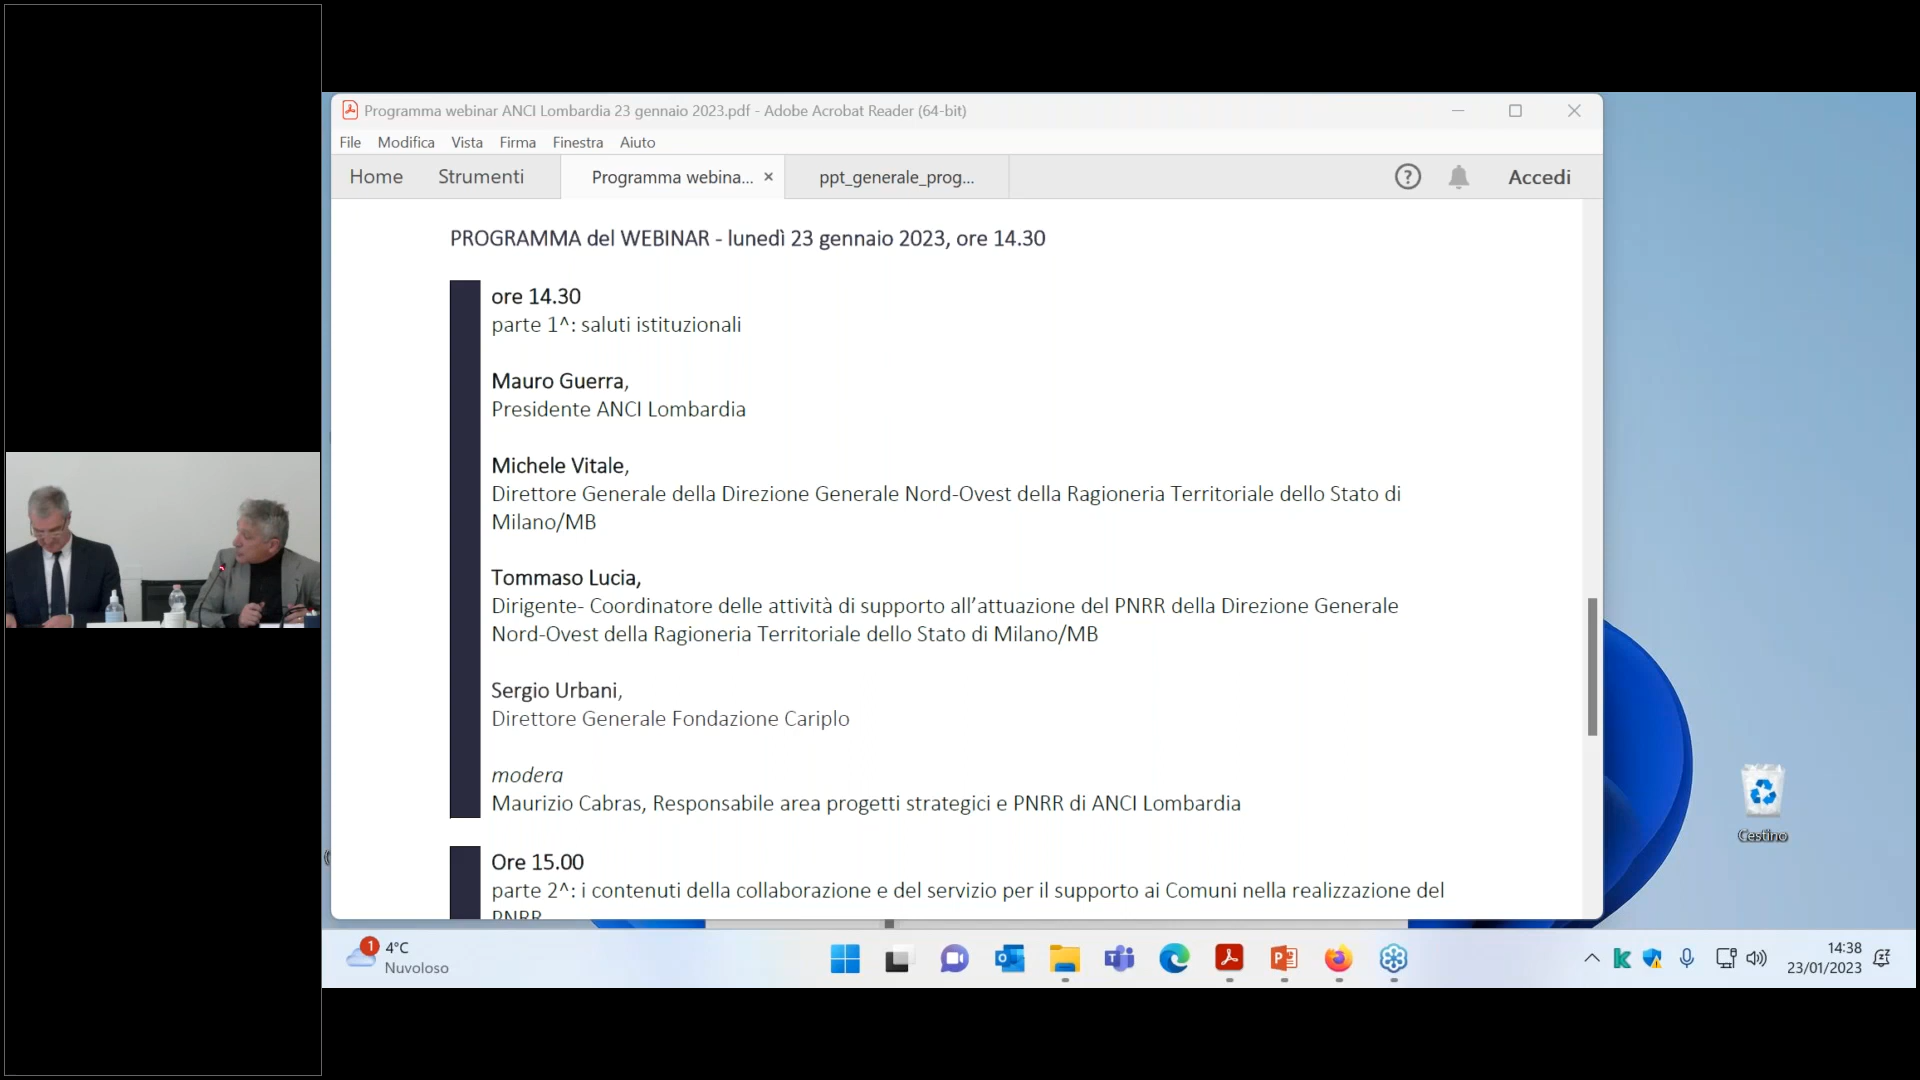 Programma webinar ANCI Lombardia 23 gennaio 2023.pdf - Adobe Acrobat Reader (64-bit)
File Modifica Vista Firma Finestra Aiuto
Home Strumenti Programma webina... × ppt_generale_prog... Accedi
PROGRAMMA del WEBINAR - lunedì 23 gennaio 2023, ore 14.30
ore 14.30
parte 1^: saluti istituzionali
Mauro Guerra,
Presidente ANCI Lombardia
Michele Vitale,
Direttore Generale della Direzione Generale Nord-Ovest della Ragioneria Territoriale dello Stato di
Milano/MB
Tommaso Lucia,
Dirigente- Coordinatore delle attività di supporto all’attuazione del PNRR della Direzione Generale
Nord-Ovest della Ragioneria Territoriale dello Stato di Milano/MB
Sergio Urbani,
Direttore Generale Fondazione Cariplo
modera
Maurizio Cabras, Responsabile area progetti strategici e PNRR di ANCI Lombardia
Ore 15.00
parte 2^: i contenuti della collaborazione e del servizio per il supporto ai Comuni nella realizzazione del
PNRR
Cestino
1
4°C
Nuvoloso
14:38
23/01/2023